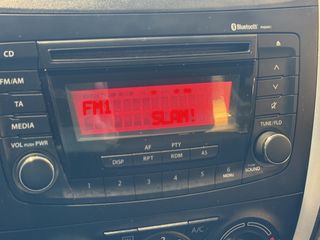 Bluetooth
CD
FM/AM
TA
MEDIA
VOL PUSH PWR
FM1
SLAM!
AF PTY
DISP RPT RDM AS
1 2 3 4 5 6
MENU
SOUND
TUNE/FLD
A/C